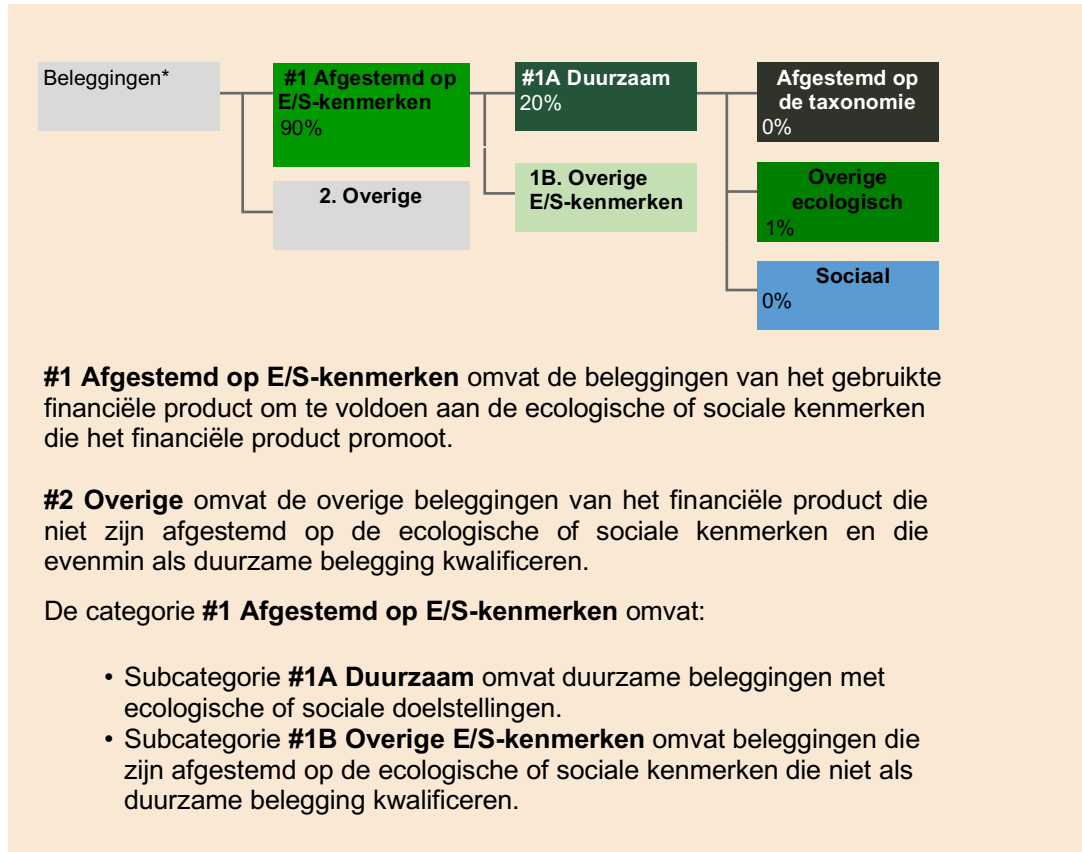 Beleggingen*
#1 Afgestemd op
E/S-kenmerken
90%
2. Overige
#1A Duurzaam
20%
1B. Overige
E/S-kenmerken
Afgestemd op
de taxonomie
0%
Overige
ecologisch
1%
Sociaal
0%
#1 Afgestemd op E/S-kenmerken omvat de beleggingen van het gebruikte
financiële product om te voldoen aan de ecologische of sociale kenmerken
die het financiële product promoot.
#2 Overige omvat de overige beleggingen van het financiële product die
niet zijn afgestemd op de ecologische of sociale kenmerken en die
evenmin als duurzame belegging kwalificeren.
De categorie #1 Afgestemd op E/S-kenmerken omvat:
• Subcategorie #1A Duurzaam omvat duurzame beleggingen met
ecologische of sociale doelstellingen.
• Subcategorie #1B Overige E/S-kenmerken omvat beleggingen die
zijn afgestemd op de ecologische of sociale kenmerken die niet als
duurzame belegging kwalificeren.